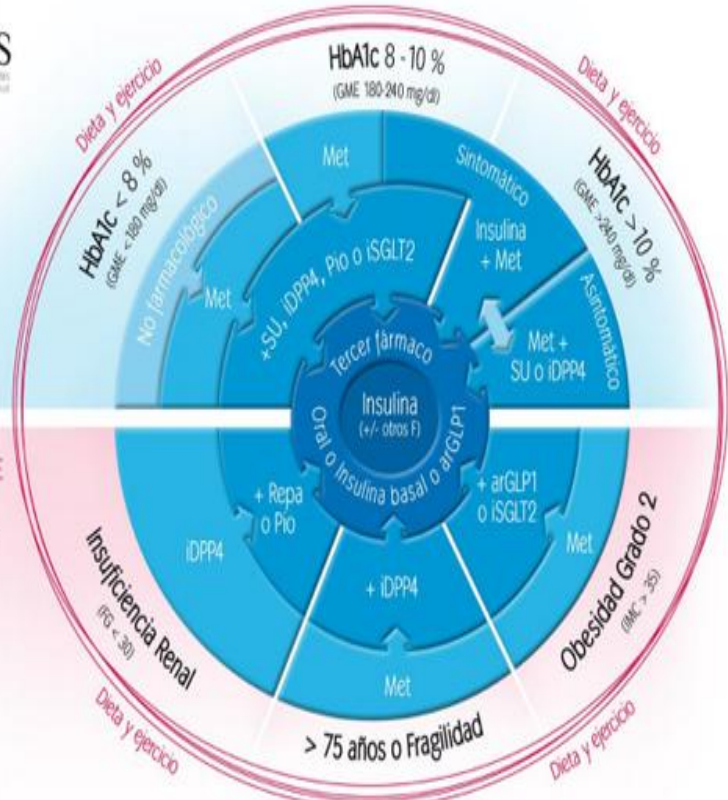 S
Dieta y ejercicio
HbA1c 8 -10 %
(GME 180-240 mg/dl)
Dieta y ejercicio
HbA1c < 8 %
(GME <180 mg/dl)
HbA1c > 10 %
(GME >240 mg/dl)
No farmacológico
Met
Met
+SU, iDPP4, Pio o iSGLT2
Sintomático
Insulina
+ Met
Asintomático
Met +
SU o iDPP4
Tercer fármaco
Oral o Insulina basal o arGLP1
Insulina
(+/- otros F)
iDPP4
+ Repa
o Pio
+ iDPP4
Met
+ arGLP1
o iSGLT2
Met
Insuficiencia Renal
(FG < 30)
> 75 años o Fragilidad
Obesidad Grado 2
(IMC > 35)
Dieta y ejercicio
Dieta y ejercicio